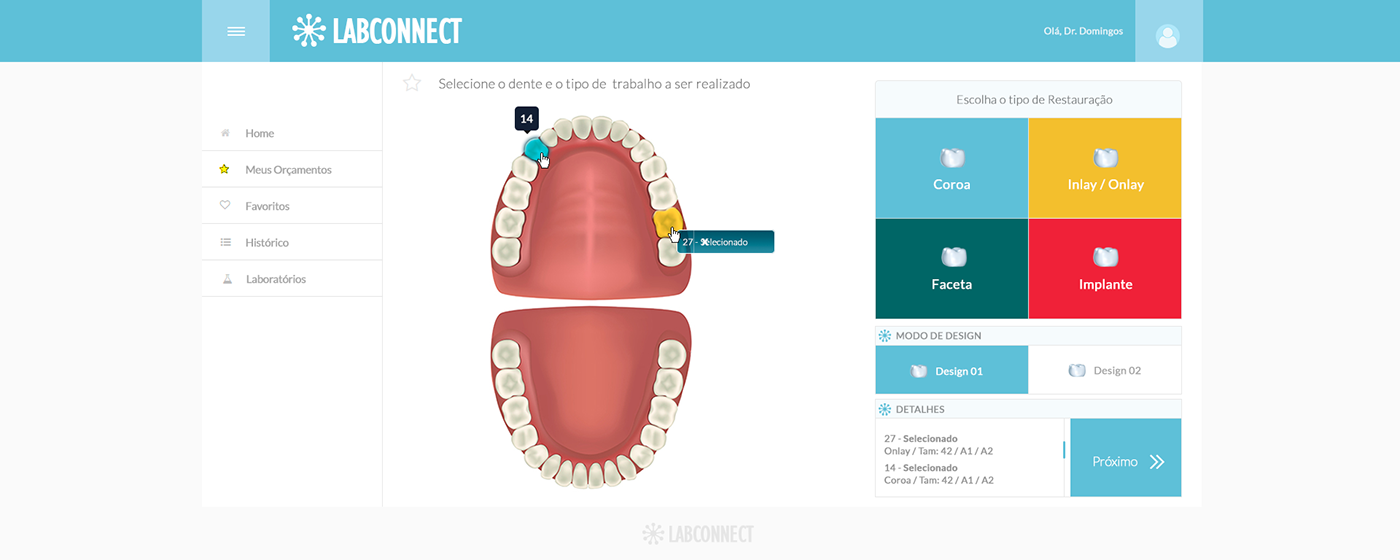 LABCONNECT
Olá, Dr. Domingos
Home
Meus Orçamentos
Favoritos
Histórico
Laboratórios
Selecione o dente e o tipo de trabalho a ser realizado
14
27 - Selecionado
Escolha o tipo de Restauração
Coroa
Inlay / Onlay
Faceta
Implante
MODO DE DESIGN
Design 01
Design 02
DETALHES
27 - Selecionado
Onlay / Tam: 42 / A1 / A2
14 - Selecionado
Coroa / Tam: 42 / A1 / A2
Próximo
LABCONNECT